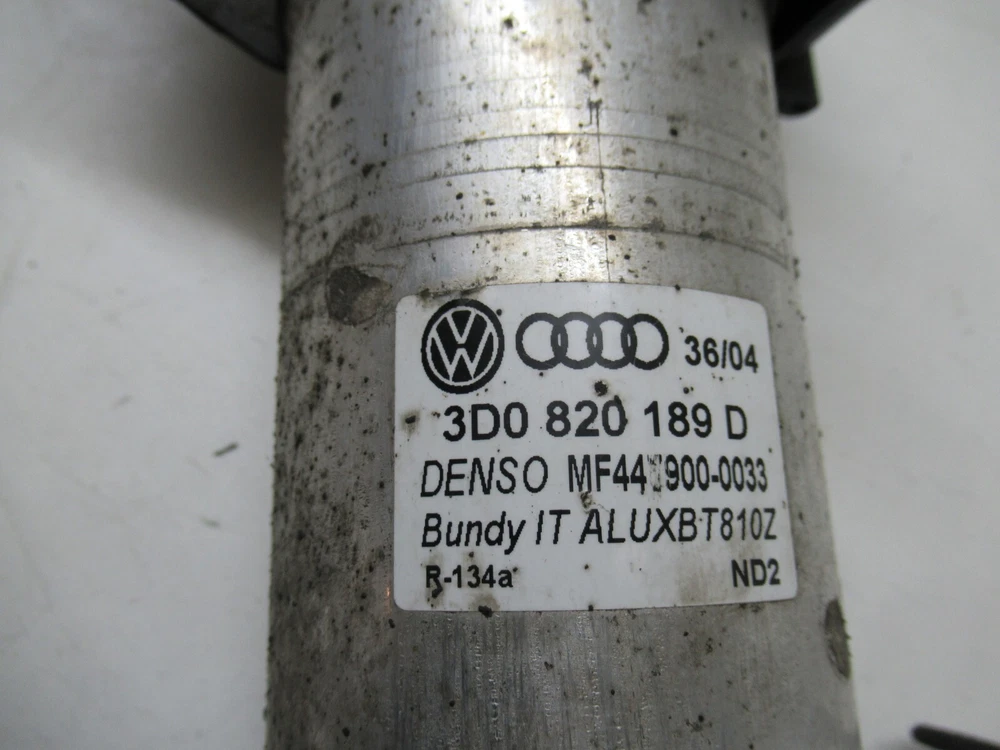 36/04
3D0 820 189 D
DENSO
Bundy IT ALUXBT810Z
R-134a ND2